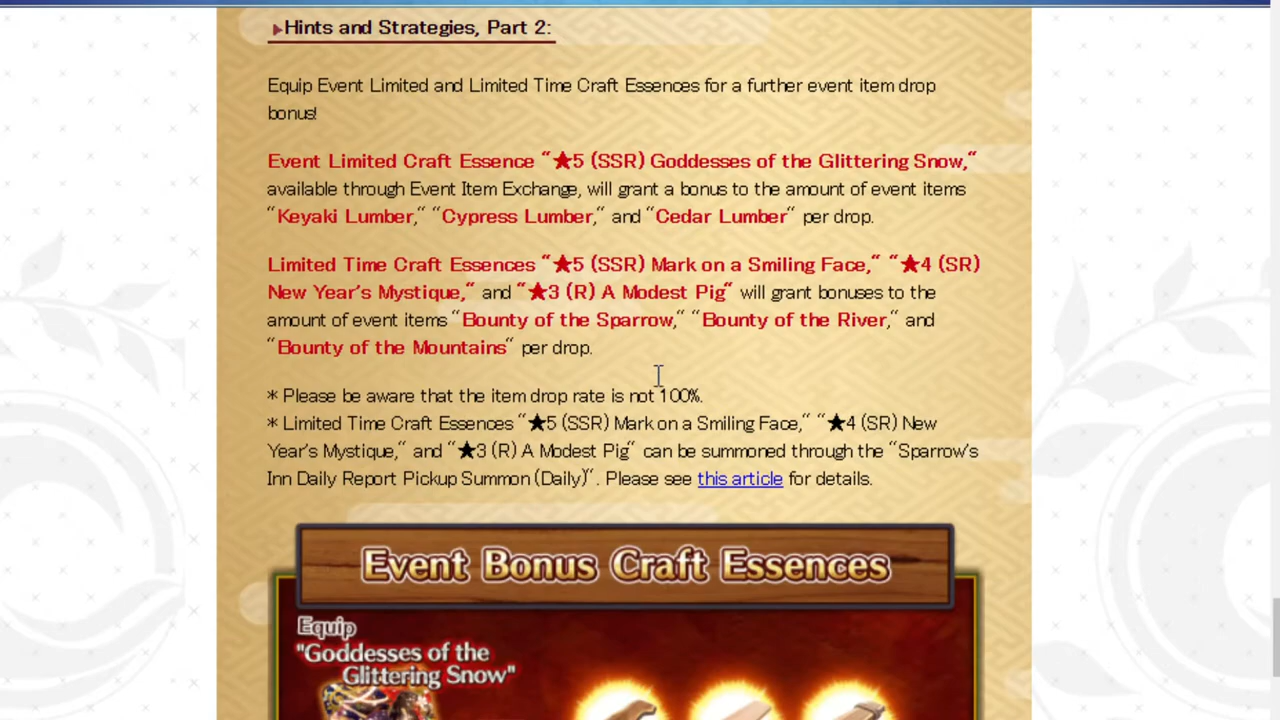 ▶Hints and Strategies, Part 2:
Equip Event Limited and Limited Time Craft Essences for a further event item drop
bonus!
Event Limited Craft Essence “★5 (SSR) Goddesses of the Glittering Snow,“
available through Event Item Exchange, will grant a bonus to the amount of event items
“Keyaki Lumber,“ “Cypress Lumber,“ and “Cedar Lumber“ per drop.
Limited Time Craft Essences “★5 (SSR) Mark on a Smiling Face,“ “★4 (SR)
New Year's Mystique,“ and “★3 (R) A Modest Pig“ will grant bonuses to the
amount of event items “Bounty of the Sparrow,“ “Bounty of the River,“ and
“Bounty of the Mountains“ per drop.
* Please be aware that the item drop rate is not 100%.
* Limited Time Craft Essences “★5 (SSR) Mark on a Smiling Face,“ “★4 (SR) New
Year's Mystique,“ and “★3 (R) A Modest Pig“ can be summoned through the “Sparrow's
Inn Daily Report Pickup Summon (Daily)“. Please see this article for details.
Event Bonus Craft Essences
Equip
"Goddesses of the
Glittering Snow"